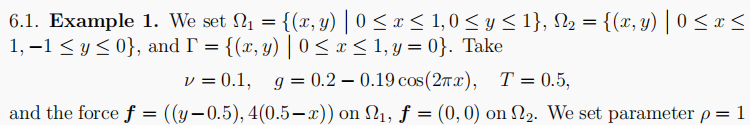 6.1. Example 1. We set Ω₁ = {(x, y) | 0 ≤ x ≤ 1, 0 ≤ y ≤ 1}, Ω₂ = {(x, y) | 0 ≤ x ≤
1, −1 ≤ y ≤ 0}, and Γ = {(x, y) | 0 ≤ x ≤ 1, y = 0}. Take
ν = 0.1, g = 0.2 − 0.19 cos(2πx), T = 0.5,
and the force f = ((y−0.5), 4(0.5−x)) on Ω₁, f = (0, 0) on Ω₂. We set parameter ρ = 1